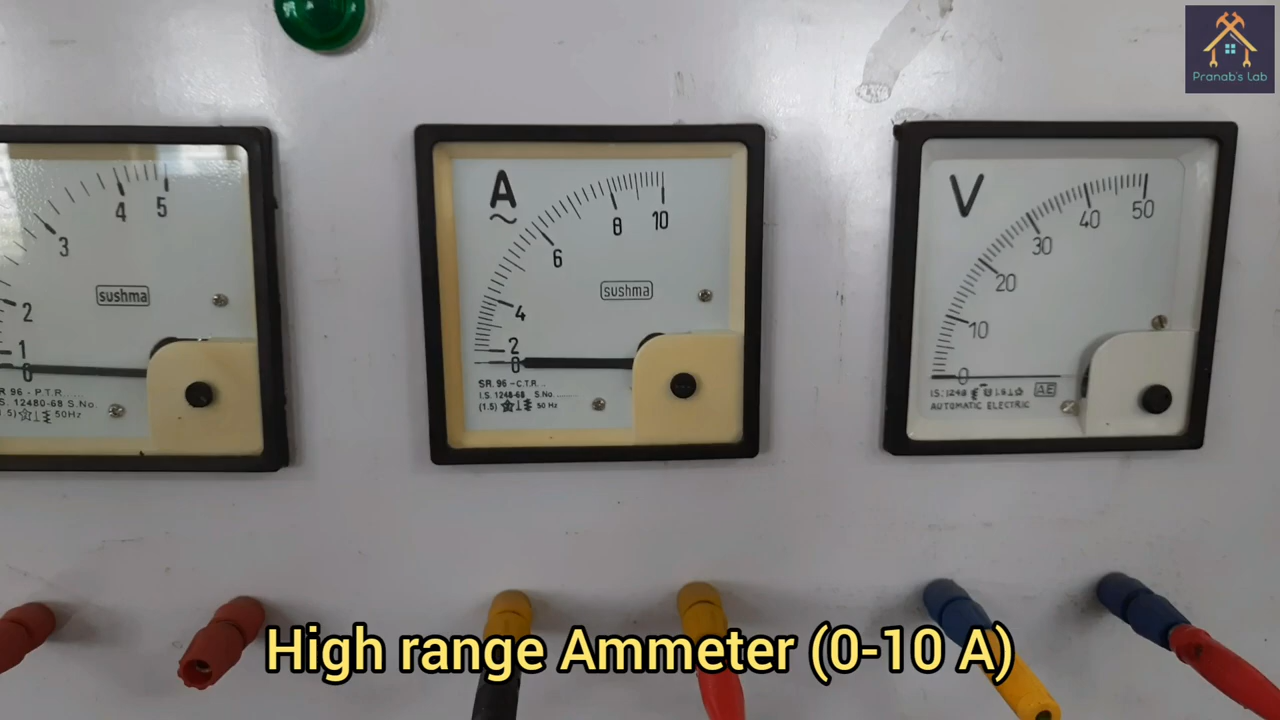 Pranab's Lab
3
4
5
2
1
0
sushma
R 96 - P.T.R.....
S. 12480-68 S.No.
50Hz
A
~
0
2
4
6
8
10
sushma
SR. 96 - C.T.R. . .
I.S. 1248-68 S.No.........
(1.5) 50 Hz
V
0
10
20
30
40
50
IS:1248
AE
AUTOMATIC ELECTRIC
High range Ammeter (0-10 A)